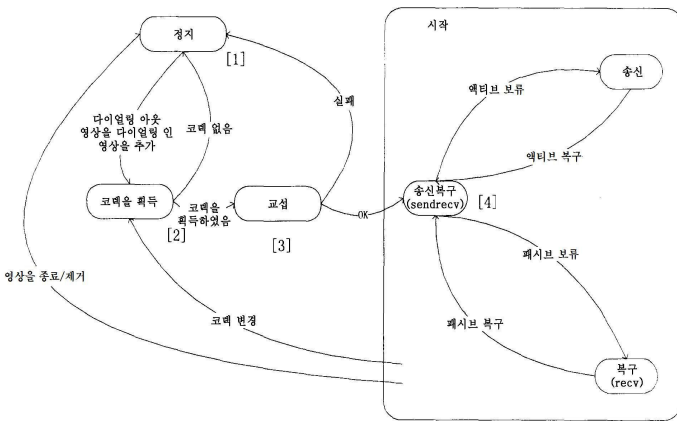 시작
정지
[1]
송신
액티브 보류
실패
다이얼링 아웃
영상을 다이얼링 인
영상을 추가
코덱 없음
액티브 복구
코덱을 획득
[2]
코덱을
획득하였음
교섭
[3]
OK
송신복구
(sendrecv)
[4]
패시브 보류
영상을 종료/제거
코덱 변경
패시브 복구
복구
(recv)